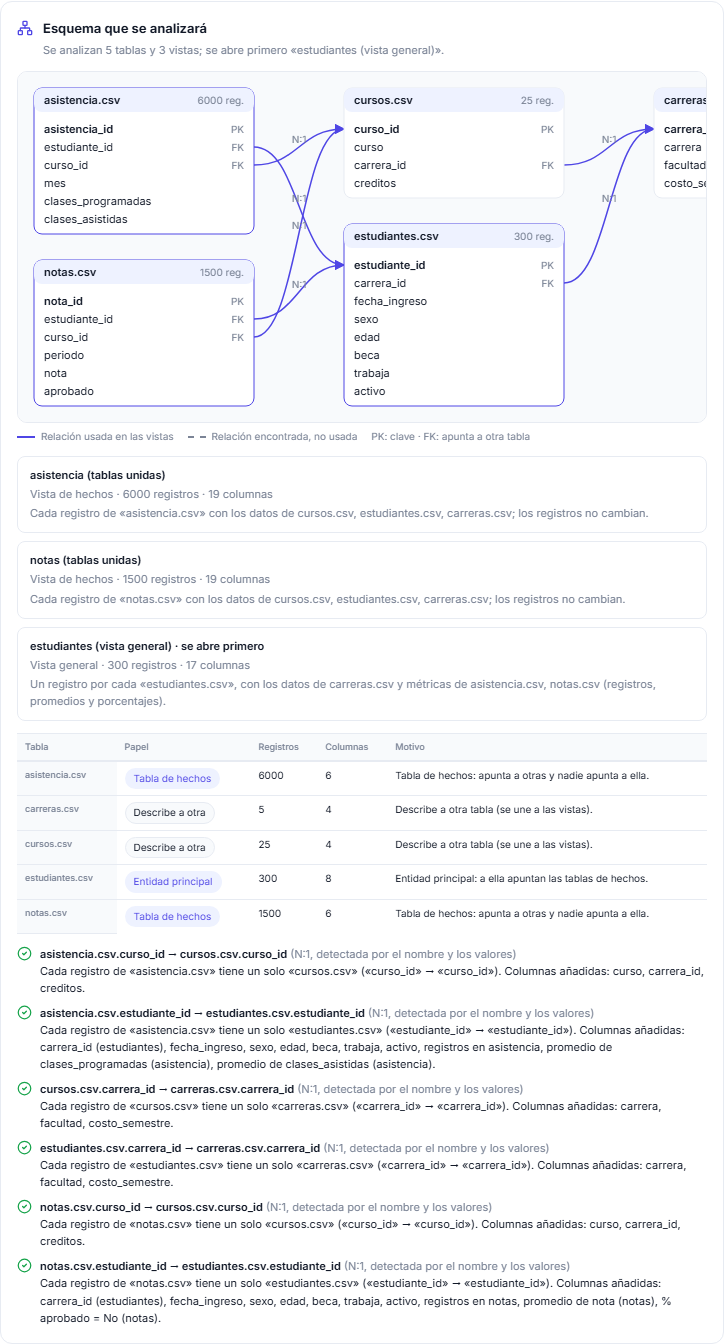 Esquema que se analizará
Se analizan 5 tablas y 3 vistas; se abre primero «estudiantes (vista general)».
asistencia.csv 6000 reg.
asistencia_id PK
estudiante_id FK
curso_id FK
mes
clases_programadas
clases_asistidas
notas.csv 1500 reg.
nota_id PK
estudiante_id FK
curso_id FK
periodo
nota
aprobado
N:1
N:1
N:1
N:1
cursos.csv 25 reg.
curso_id PK
curso
carrera_id FK
creditos
estudiantes.csv 300 reg.
estudiante_id PK
carrera_id FK
fecha_ingreso
sexo
edad
beca
trabaja
activo
N:1
N:1
carreras
carrera_
carrera
facultad
costo_se
Relación usada en las vistas Relación encontrada, no usada PK: clave · FK: apunta a otra tabla
asistencia (tablas unidas)
Vista de hechos · 6000 registros · 19 columnas
Cada registro de «asistencia.csv» con los datos de cursos.csv, estudiantes.csv, carreras.csv; los registros no cambian.
notas (tablas unidas)
Vista de hechos · 1500 registros · 19 columnas
Cada registro de «notas.csv» con los datos de cursos.csv, estudiantes.csv, carreras.csv; los registros no cambian.
estudiantes (vista general) · se abre primero
Vista general · 300 registros · 17 columnas
Un registro por cada «estudiantes.csv», con los datos de carreras.csv y métricas de asistencia.csv, notas.csv (registros,
promedios y porcentajes).
Tabla Papel Registros Columnas Motivo
asistencia.csv Tabla de hechos 6000 6 Tabla de hechos: apunta a otras y nadie apunta a ella.
carreras.csv Describe a otra 5 4 Describe a otra tabla (se une a las vistas).
cursos.csv Describe a otra 25 4 Describe a otra tabla (se une a las vistas).
estudiantes.csv Entidad principal 300 8 Entidad principal: a ella apuntan las tablas de hechos.
notas.csv Tabla de hechos 1500 6 Tabla de hechos: apunta a otras y nadie apunta a ella.
asistencia.csv.curso_id → cursos.csv.curso_id (N:1, detectada por el nombre y los valores)
Cada registro de «asistencia.csv» tiene un solo «cursos.csv» («curso_id» → «curso_id»). Columnas añadidas: curso, carrera_id,
creditos.
asistencia.csv.estudiante_id → estudiantes.csv.estudiante_id (N:1, detectada por el nombre y los valores)
Cada registro de «asistencia.csv» tiene un solo «estudiantes.csv» («estudiante_id» → «estudiante_id»). Columnas añadidas:
carrera_id (estudiantes), fecha_ingreso, sexo, edad, beca, trabaja, activo, registros en asistencia, promedio de
clases_programadas (asistencia), promedio de clases_asistidas (asistencia).
cursos.csv.carrera_id → carreras.csv.carrera_id (N:1, detectada por el nombre y los valores)
Cada registro de «cursos.csv» tiene un solo «carreras.csv» («carrera_id» → «carrera_id»). Columnas añadidas: carrera,
facultad, costo_semestre.
estudiantes.csv.carrera_id → carreras.csv.carrera_id (N:1, detectada por el nombre y los valores)
Cada registro de «estudiantes.csv» tiene un solo «carreras.csv» («carrera_id» → «carrera_id»). Columnas añadidas: carrera,
facultad, costo_semestre.
notas.csv.curso_id → cursos.csv.curso_id (N:1, detectada por el nombre y los valores)
Cada registro de «notas.csv» tiene un solo «cursos.csv» («curso_id» → «curso_id»). Columnas añadidas: curso, carrera_id,
creditos.
notas.csv.estudiante_id → estudiantes.csv.estudiante_id (N:1, detectada por el nombre y los valores)
Cada registro de «notas.csv» tiene un solo «estudiantes.csv» («estudiante_id» → «estudiante_id»). Columnas añadidas:
carrera_id (estudiantes), fecha_ingreso, sexo, edad, beca, trabaja, activo, registros en notas, promedio de nota (notas), %
aprobado = No (notas).